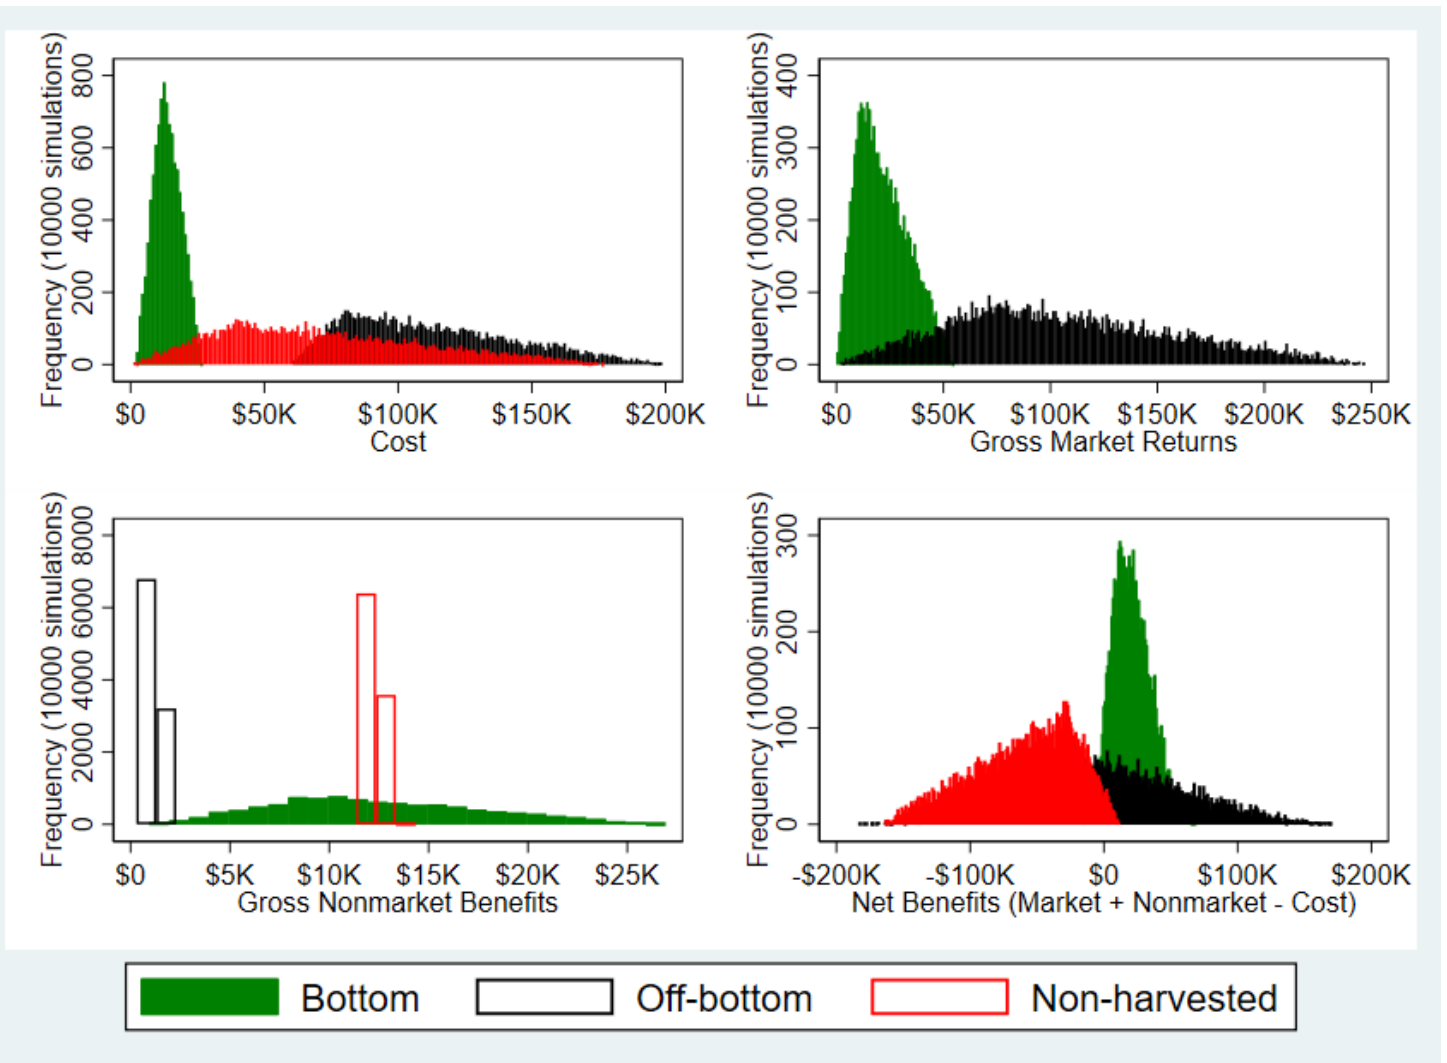 Frequency (10000 simulations)
800
600
400
200
0
$0 $50K $100K $150K $200K
Cost
Frequency (10000 simulations)
400
300
200
100
0
$0 $50K $100K $150K $200K $250K
Gross Market Returns
Frequency (10000 simulations)
8000
6000
4000
2000
0
$0 $5K $10K $15K $20K $25K
Gross Nonmarket Benefits
Frequency (10000 simulations)
300
200
100
0
-$200K -$100K $0 $100K $200K
Net Benefits (Market + Nonmarket - Cost)
Bottom Off-bottom Non-harvested